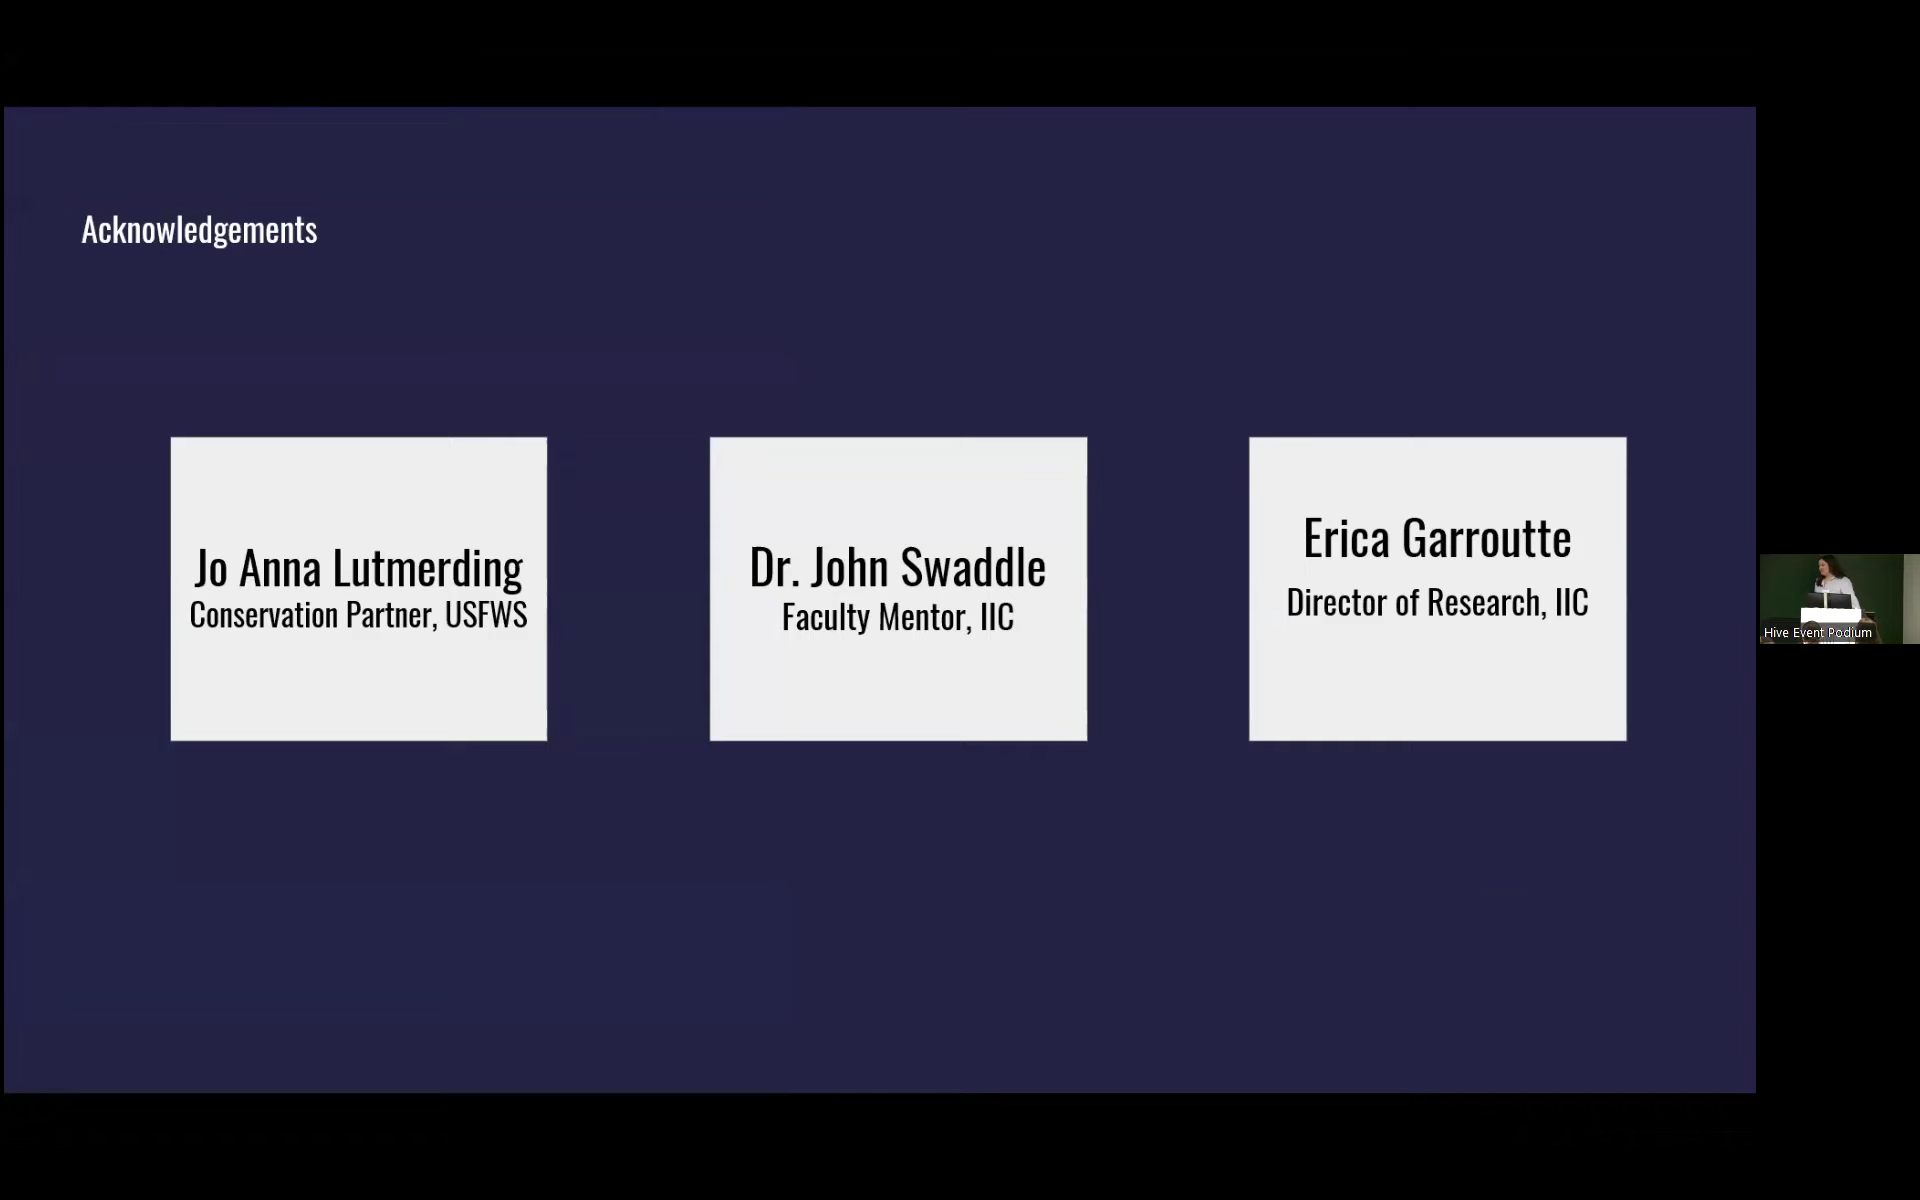 Acknowledgements
Jo Anna Lutmerding
Conservation Partner, USFWS
Dr. John Swaddle
Faculty Mentor, IIC
Erica Garroutte
Director of Research, IIC
Hive Event Podium